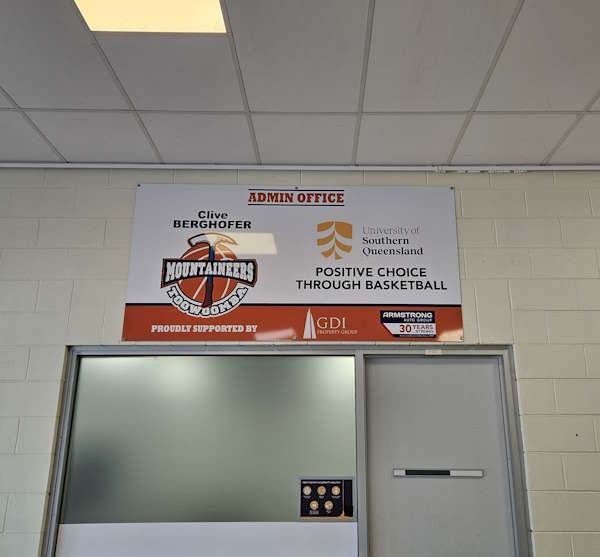 ADMIN OFFICE
Clive
BERGHOFER
MOUNTAINEERS
TOOWOOMBA
University of
Southern
Queensland
POSITIVE CHOICE
THROUGH BASKETBALL
PROUDLY SUPPORTED BY
GDI
PROPERTY GROUP
ARMSTRONG
AUTO GROUP
30 YEARS
STRONG